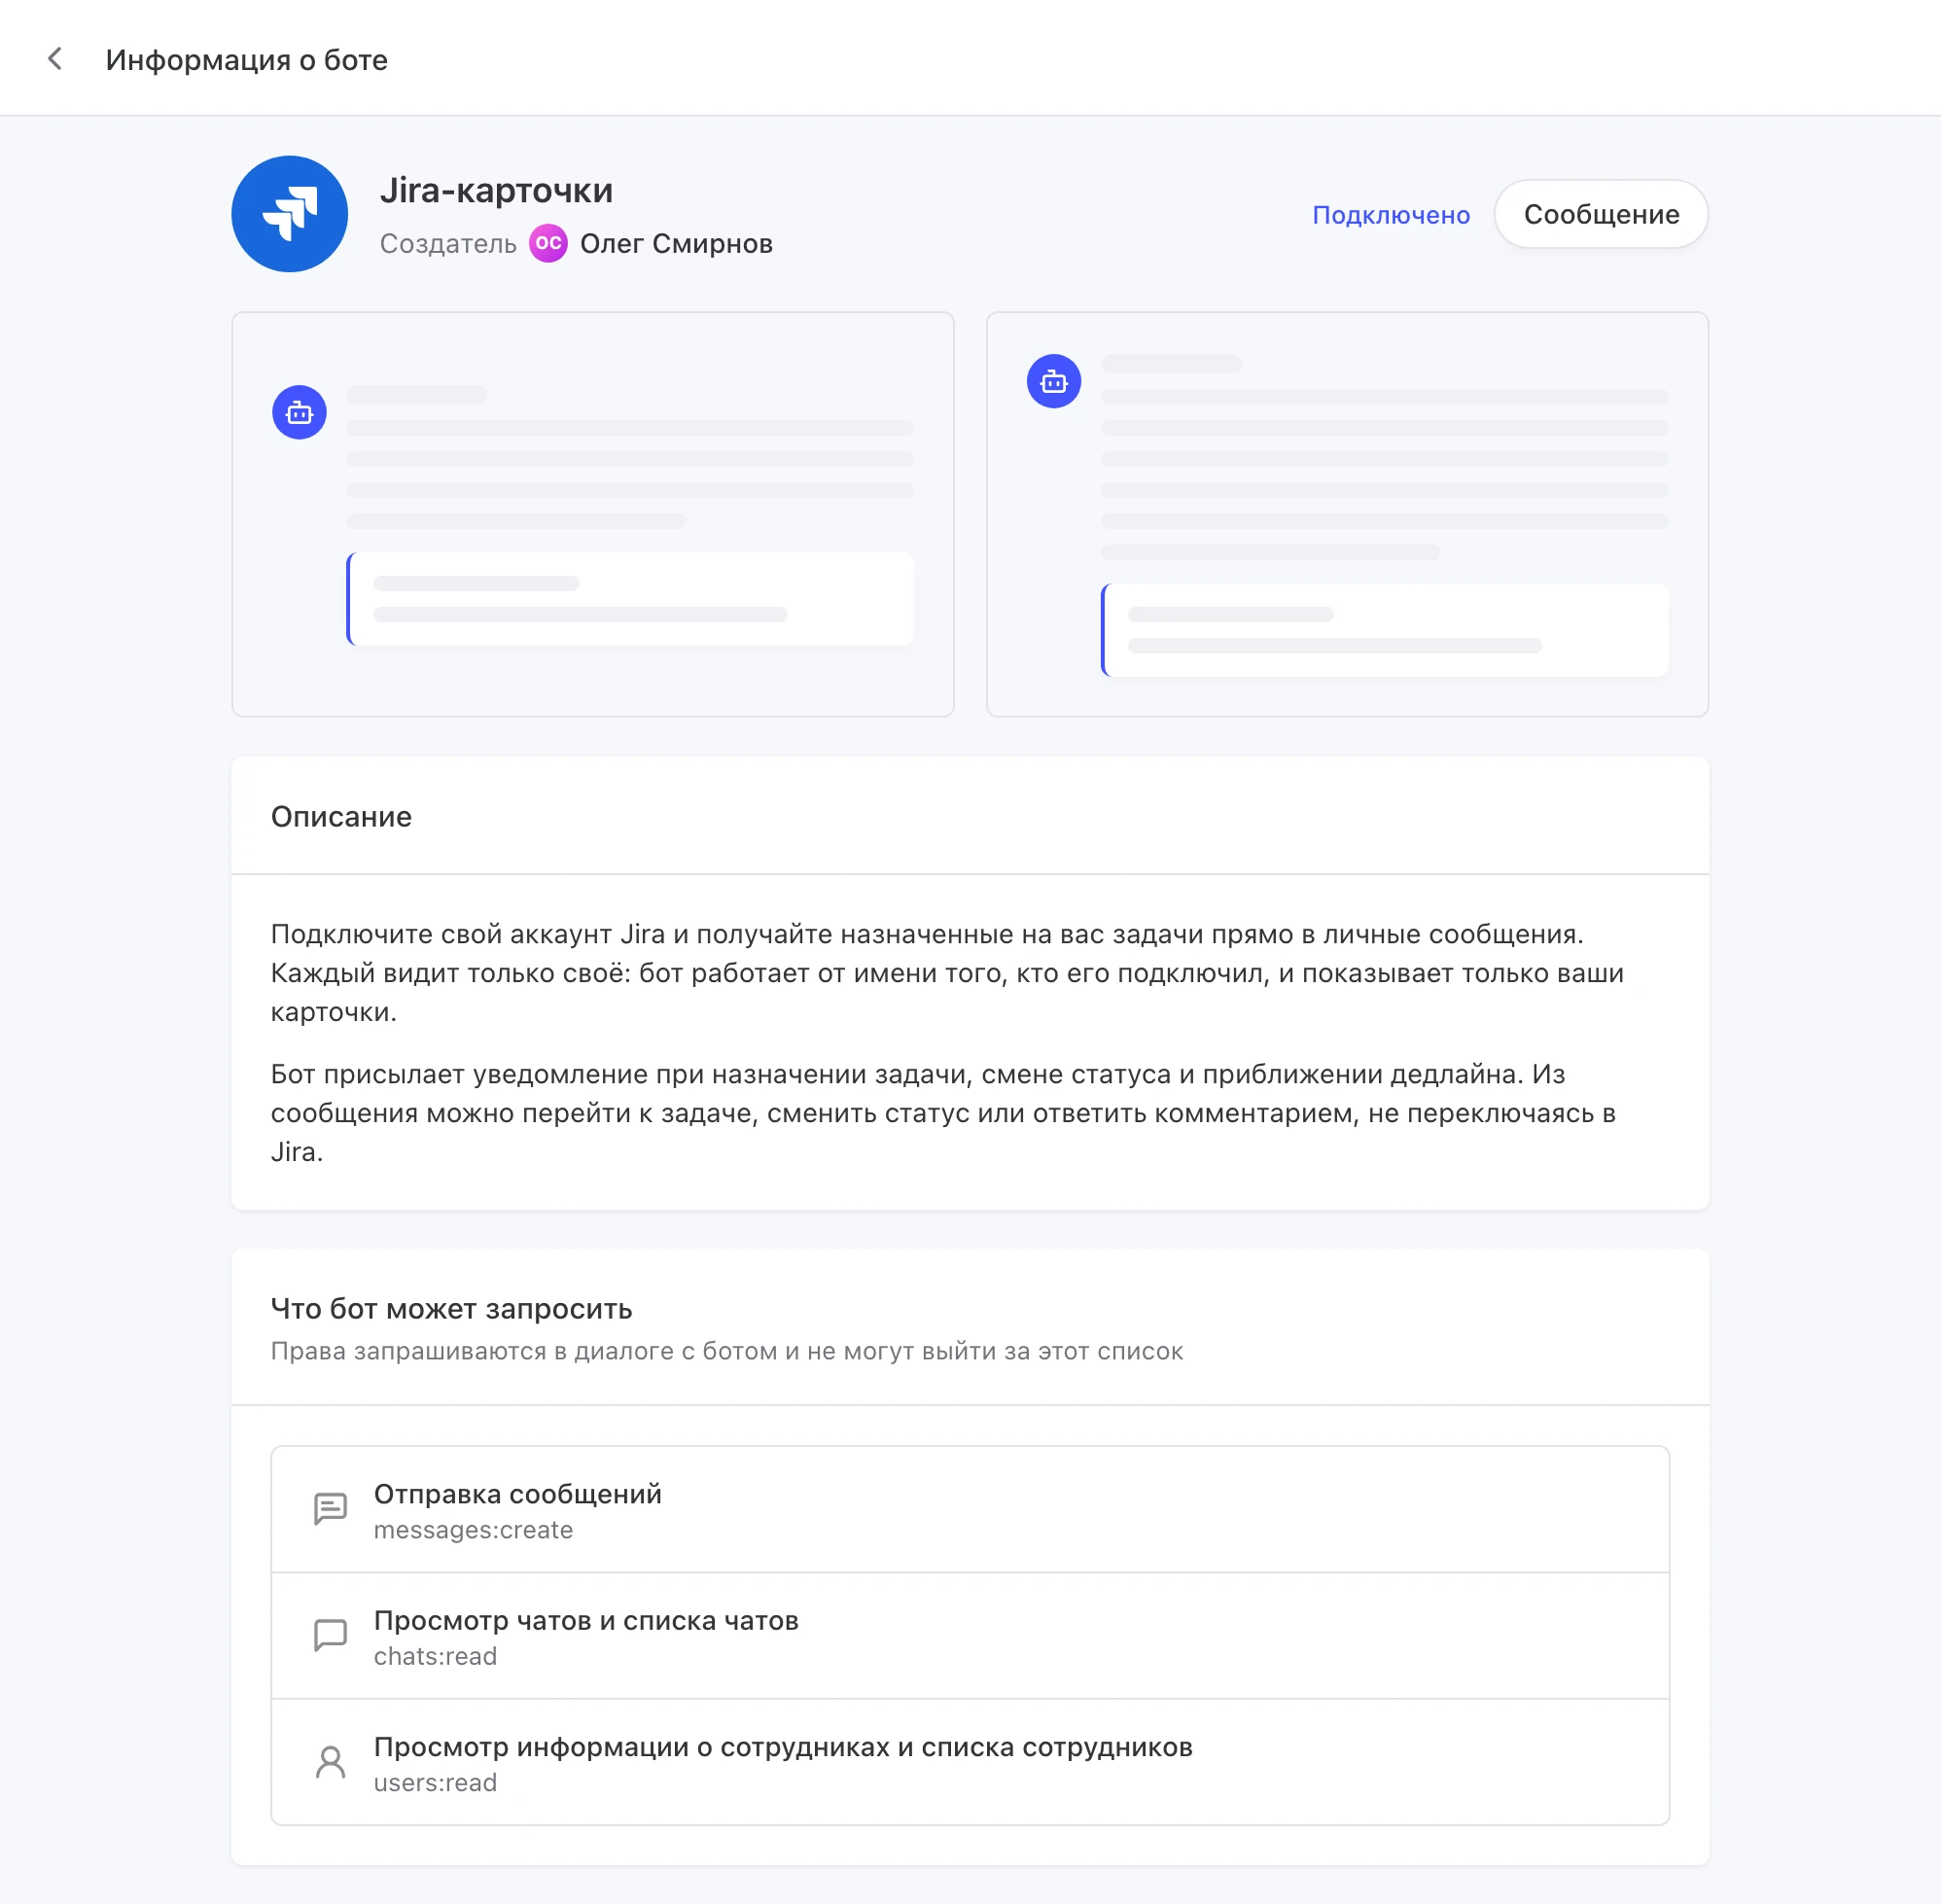 Информация о боте
Jira-карточки
Создатель ОС Олег Смирнов
Подключено
Сообщение
Описание
Подключите свой аккаунт Jira и получайте назначенные на вас задачи прямо в личные сообщения.
Каждый видит только своё: бот работает от имени того, кто его подключил, и показывает только ваши
карточки.
Бот присылает уведомление при назначении задачи, смене статуса и приближении дедлайна. Из
сообщения можно перейти к задаче, сменить статус или ответить комментарием, не переключаясь в
Jira.
Что бот может запросить
Права запрашиваются в диалоге с ботом и не могут выйти за этот список
Отправка сообщений
messages:create
Просмотр чатов и списка чатов
chats:read
Просмотр информации о сотрудниках и списка сотрудников
users:read